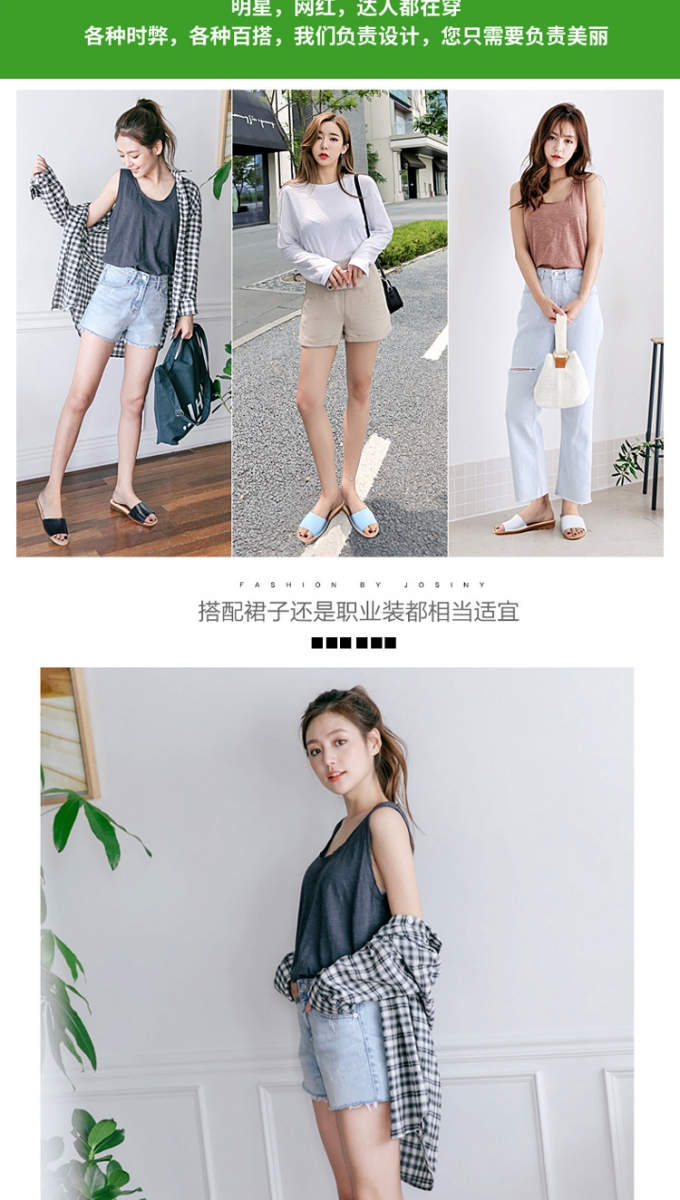 明星，网红，达人都在穿
各种时弊，各种百搭，我们负责设计，您只需要负责美丽
FASHION BY JOSINY
搭配裙子还是职业装都相当适宜